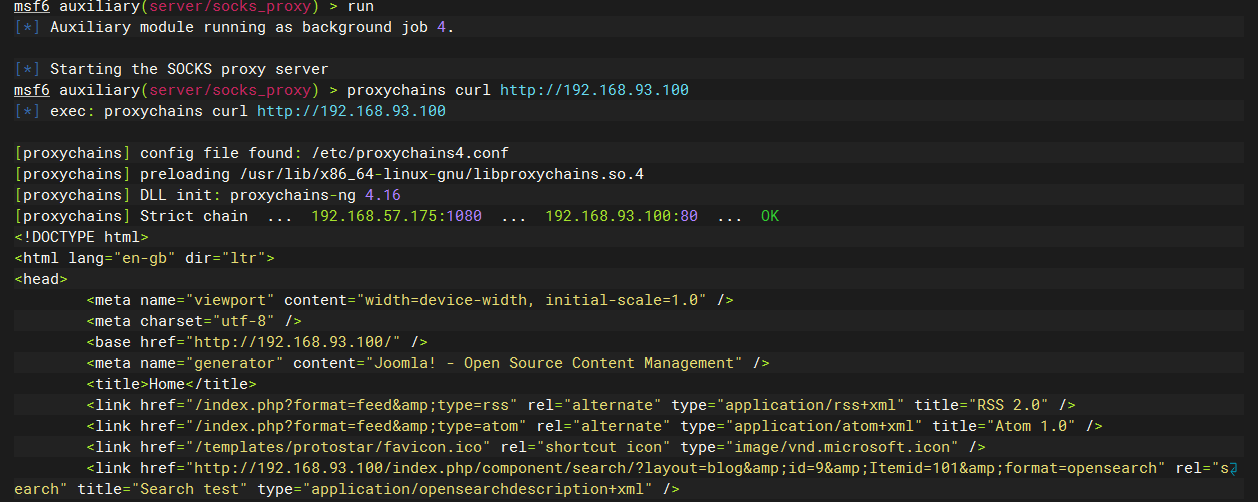 msf6 auxiliary(server/socks_proxy) > run
[*] Auxiliary module running as background job 4.
[*] Starting the SOCKS proxy server
msf6 auxiliary(server/socks_proxy) > proxychains curl http://192.168.93.100
[*] exec: proxychains curl http://192.168.93.100
[proxychains] config file found: /etc/proxychains4.conf
[proxychains] preloading /usr/lib/x86_64-linux-gnu/libproxychains.so.4
[proxychains] DLL init: proxychains-ng 4.16
[proxychains] Strict chain  ...  192.168.57.175:1080  ...  192.168.93.100:80  ...  OK
<!DOCTYPE html>
<html lang="en-gb" dir="ltr">
<head>
<meta name="viewport" content="width=device-width, initial-scale=1.0" />
<meta charset="utf-8" />
<base href="http://192.168.93.100/" />
<meta name="generator" content="Joomla! - Open Source Content Management" />
<title>Home</title>
<link href="/index.php?format=feed&amp;type=rss" rel="alternate" type="application/rss+xml" title="RSS 2.0" />
<link href="/index.php?format=feed&amp;type=atom" rel="alternate" type="application/atom+xml" title="Atom 1.0" />
<link href="/templates/protostar/favicon.ico" rel="shortcut icon" type="image/vnd.microsoft.icon" />
<link href="http://192.168.93.100/index.php/component/search/?layout=blog&amp;id=9&amp;Itemid=101&amp;format=opensearch" rel="s
earch" title="Search test" type="application/opensearchdescription+xml" />